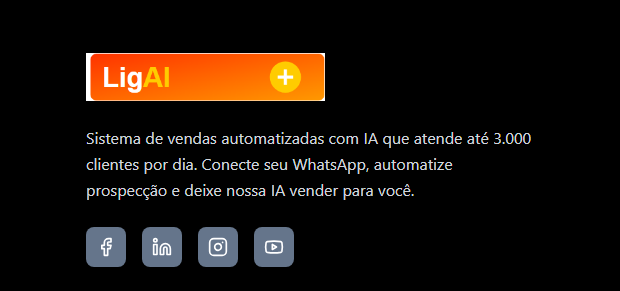 LigAI
Sistema de vendas automatizadas com IA que atende até 3.000
clientes por dia. Conecte seu WhatsApp, automatize
prospecção e deixe nossa IA vender para você.